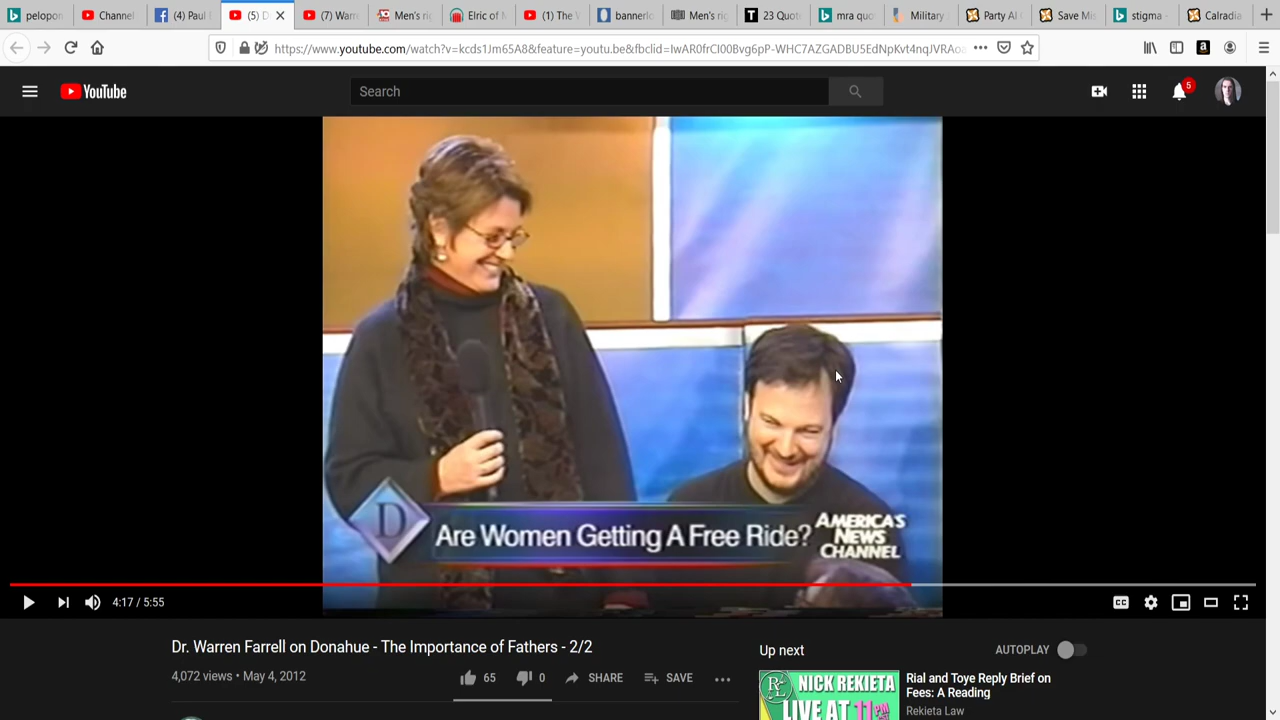 pelopon
Channel
(4) Paul
(5) D
(7) Warr
Men's ri
Elric of M
(1) The V
bannerlo
Men's ri
23 Quot
mra quo
Military
Party AI
Save Mis
stigma -
Calradia
https://www.youtube.com/watch?v=kcds1Jm65A8&feature=youtu.be&fbclid=IwAR0frCI00Bvg6pP-WHC7AZGADBU5EdNpKvt4nqJVRAo
YouTube
Search
5
D
Are Women Getting A Free Ride?
AMERICA'S
NEWS
CHANNEL
4:17 / 5:55
CC
Dr. Warren Farrell on Donahue - The Importance of Fathers - 2/2
4,072 views • May 4, 2012
65
0
SHARE
SAVE
Up next
AUTOPLAY
NICK REKIETA
LIVE AT 11PM
Rial and Toye Reply Brief on
Fees: A Reading
Rekieta Law